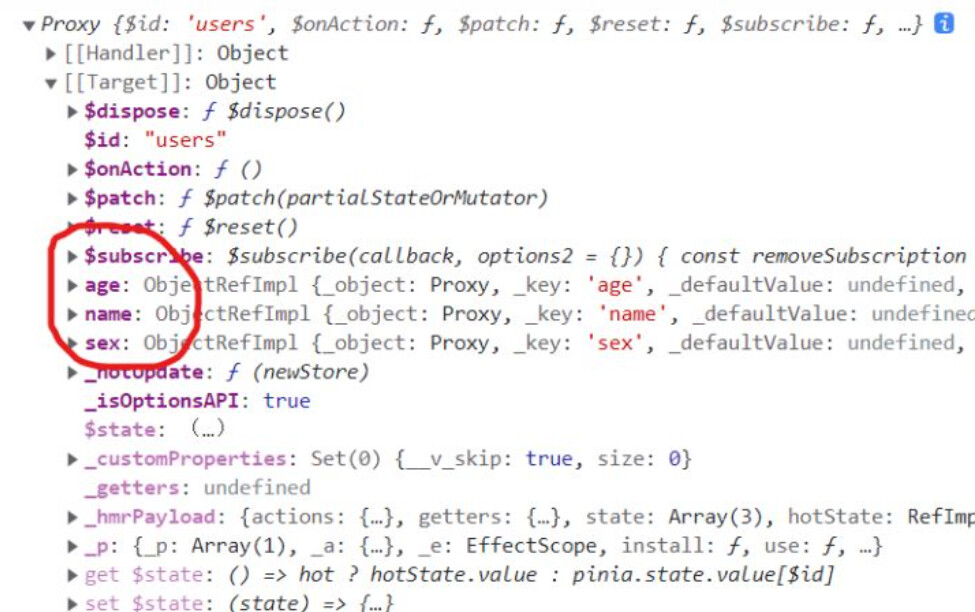 Proxy {$id: 'users', $onAction: ƒ, $patch: ƒ, $reset: ƒ, $subscribe: ƒ, …} i
[[Handler]]: Object
[[Target]]: Object
$dispose: ƒ $dispose()
$id: "users"
$onAction: ƒ ()
$patch: ƒ $patch(partialStateOrMutator)
$reset: ƒ $reset()
$subscribe: $subscribe(callback, options2 = {}) { const removeSubscription
age: ObjectRefImpl {_object: Proxy, _key: 'age', _defaultValue: undefined,
name: ObjectRefImpl {_object: Proxy, _key: 'name', _defaultValue: undefined
sex: ObjectRefImpl {_object: Proxy, _key: 'sex', _defaultValue: undefined,
_hotUpdate: ƒ (newStore)
_isOptionsAPI: true
$state: (…)
_customProperties: Set(0) {__v_skip: true, size: 0}
_getters: undefined
_hmrPayload: {actions: {…}, getters: {…}, state: Array(3), hotState: RefImp
_p: {_p: Array(1), _a: {…}, _e: EffectScope, install: ƒ, use: ƒ, …}
get $state: () => hot ? hotState.value : pinia.state.value[$id]
set $state: (state) => {…}